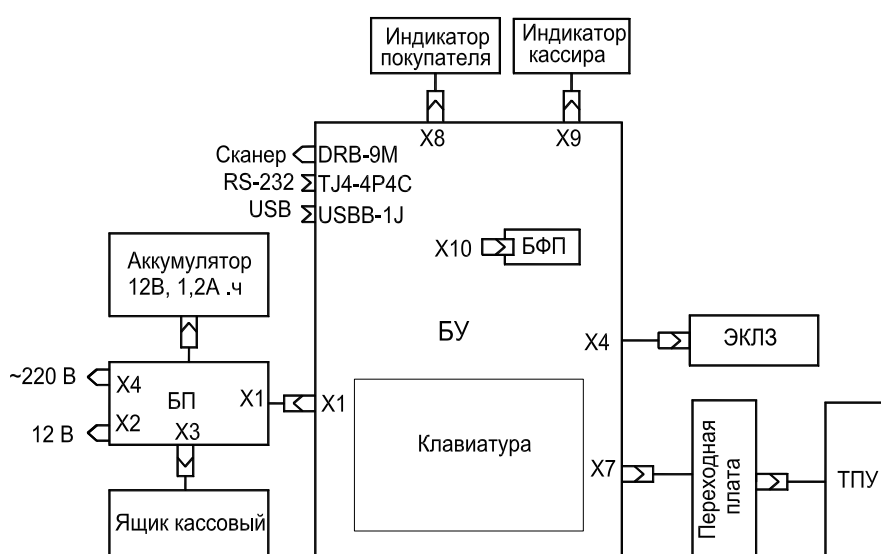 Индикатор
покупателя
Индикатор
кассира
X8
X9
Сканер
DRB-9M
RS-232
TJ4-4P4C
USB
USBB-1J
X10
БФП
Аккумулятор
12В, 1,2А .ч
БУ
X4
ЭКЛЗ
~220 В
X4
БП
X1
X1
X2
12 В
X3
Клавиатура
X7
Переходная
плата
ТПУ
Ящик кассовый